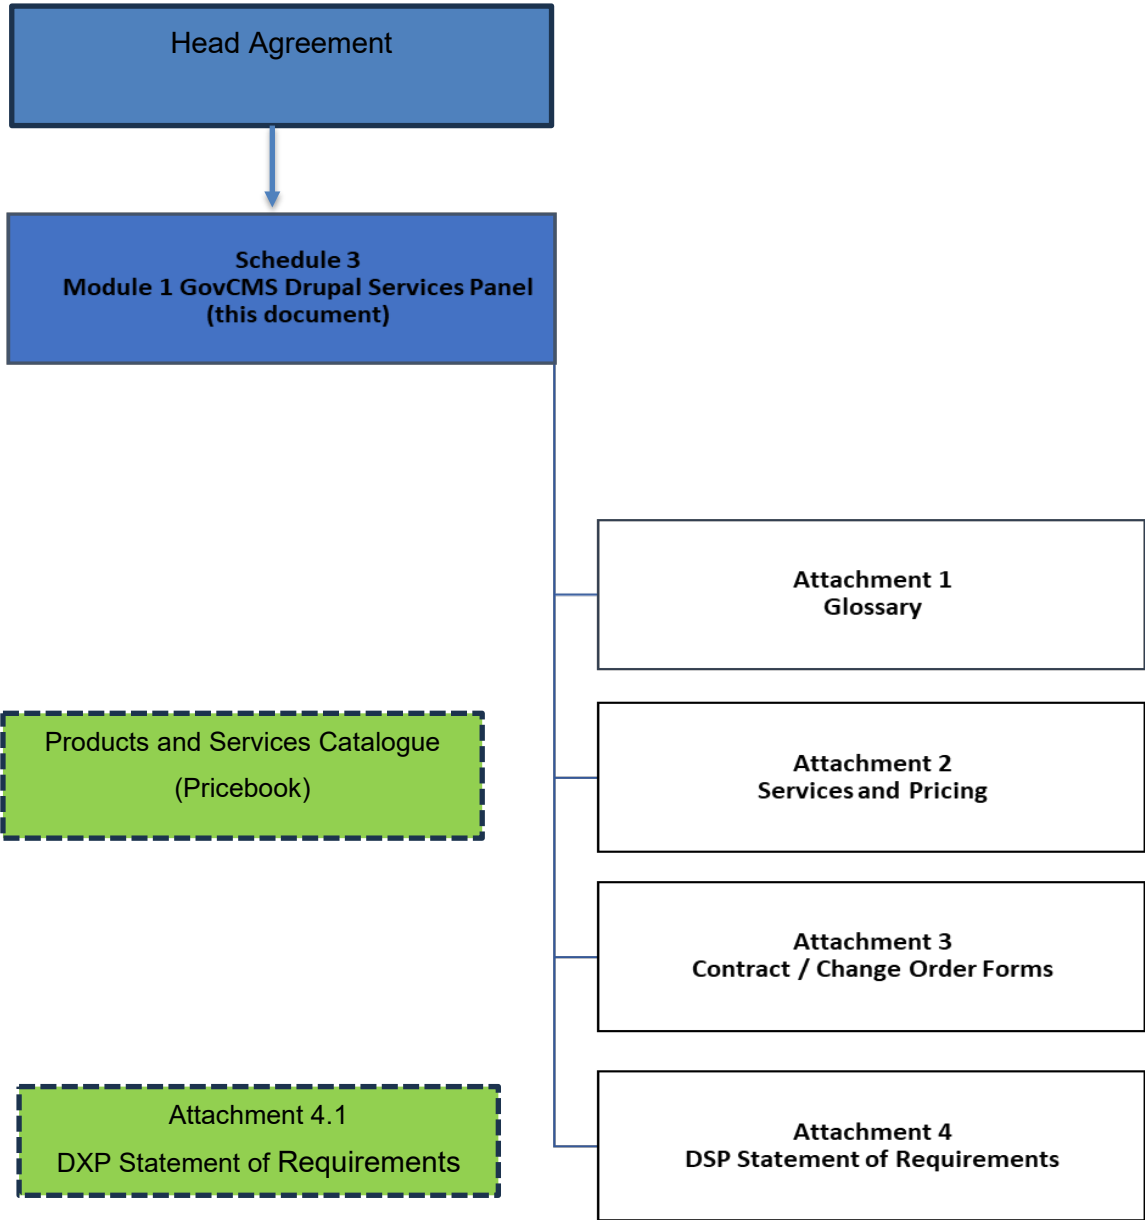 Head Agreement
Schedule 3
Module 1 GovCMS Drupal Services Panel
(this document)
Attachment 1
Glossary
Products and Services Catalogue
(Pricebook)
Attachment 2
Services and Pricing
Attachment 3
Contract / Change Order Forms
Attachment 4.1
DXP Statement of Requirements
Attachment 4
DSP Statement of Requirements